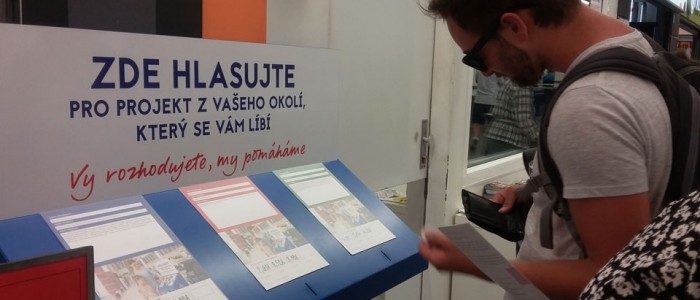 ZDE HLASUJTE
PRO PROJEKT Z VAŠEHO OKOLÍ,
KTERÝ SE VÁM LÍBÍ
Vy rozhodujete, my pomáháme